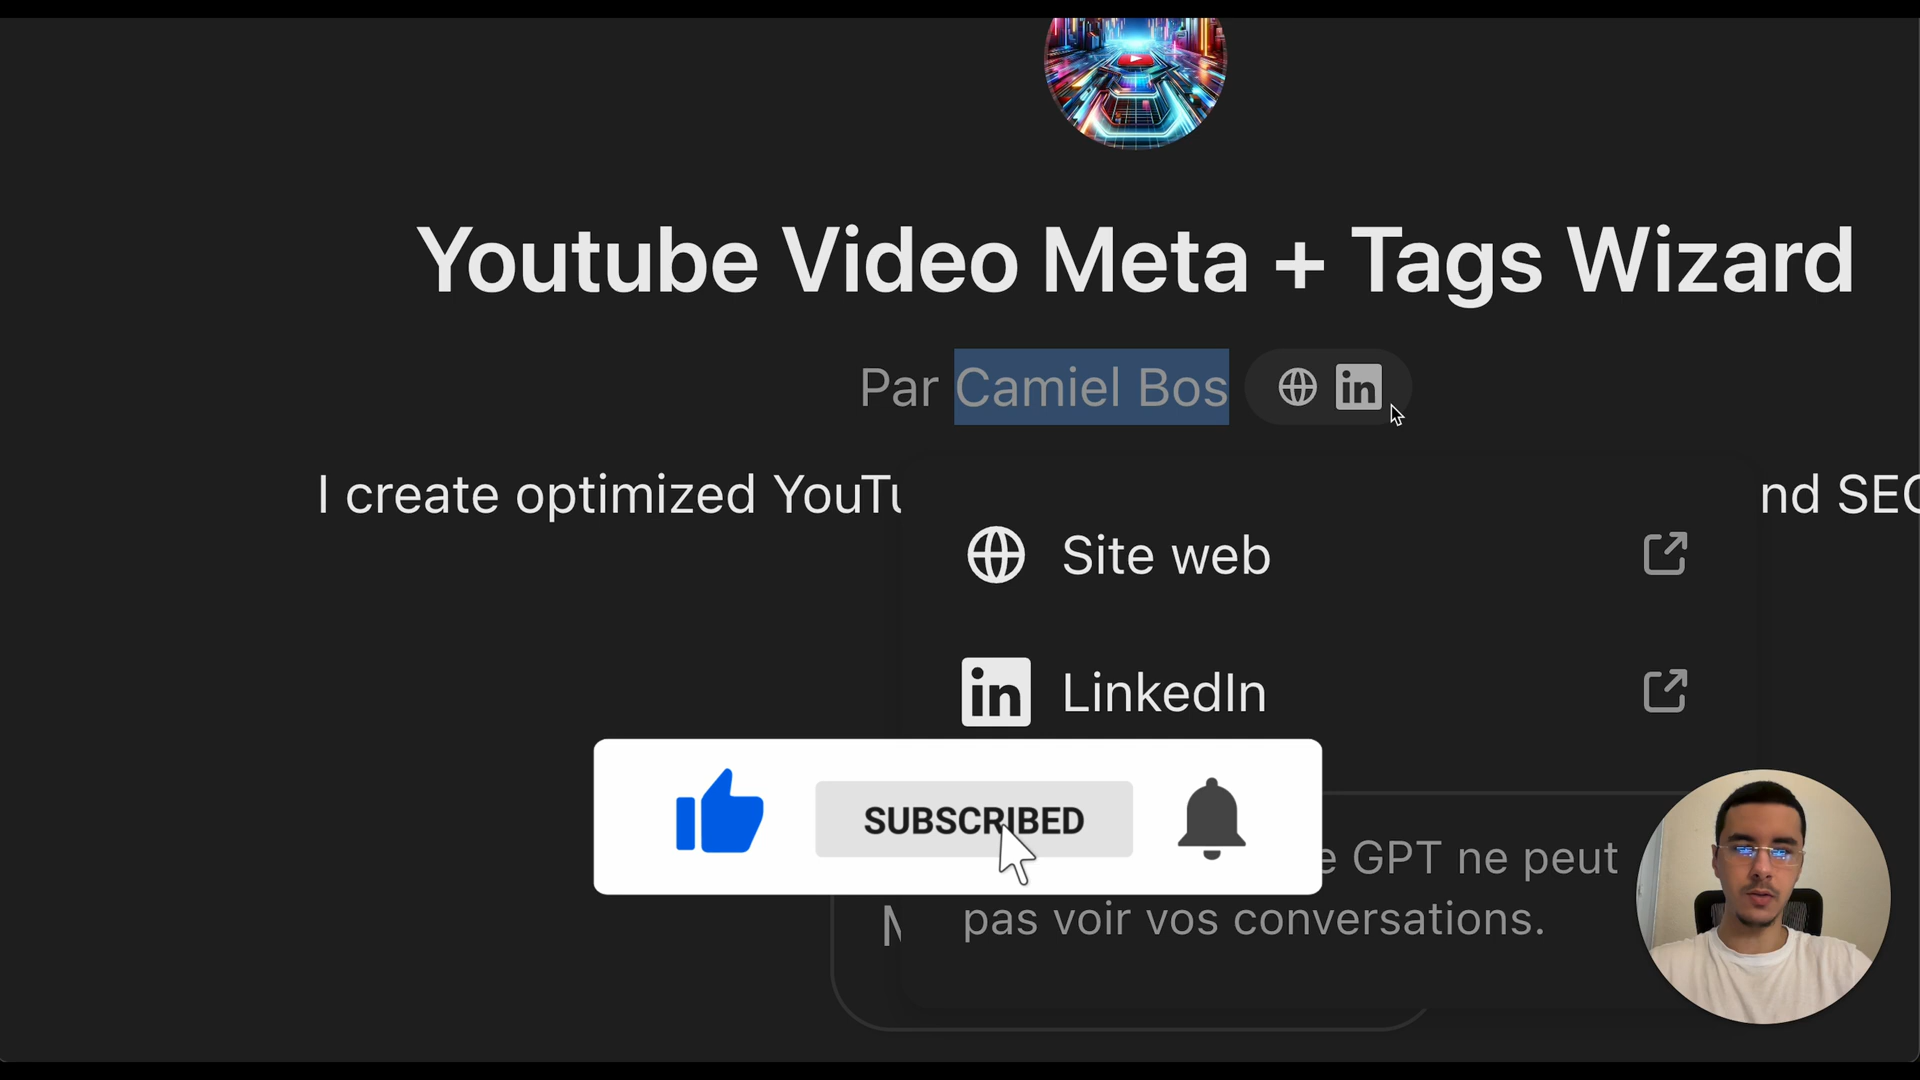 Youtube Video Meta + Tags Wizard
Par Camiel Bos
I create optimized YouTu nd SEO
Site web
LinkedIn
SUBSCRIBED
e GPT ne peut
pas voir vos conversations.